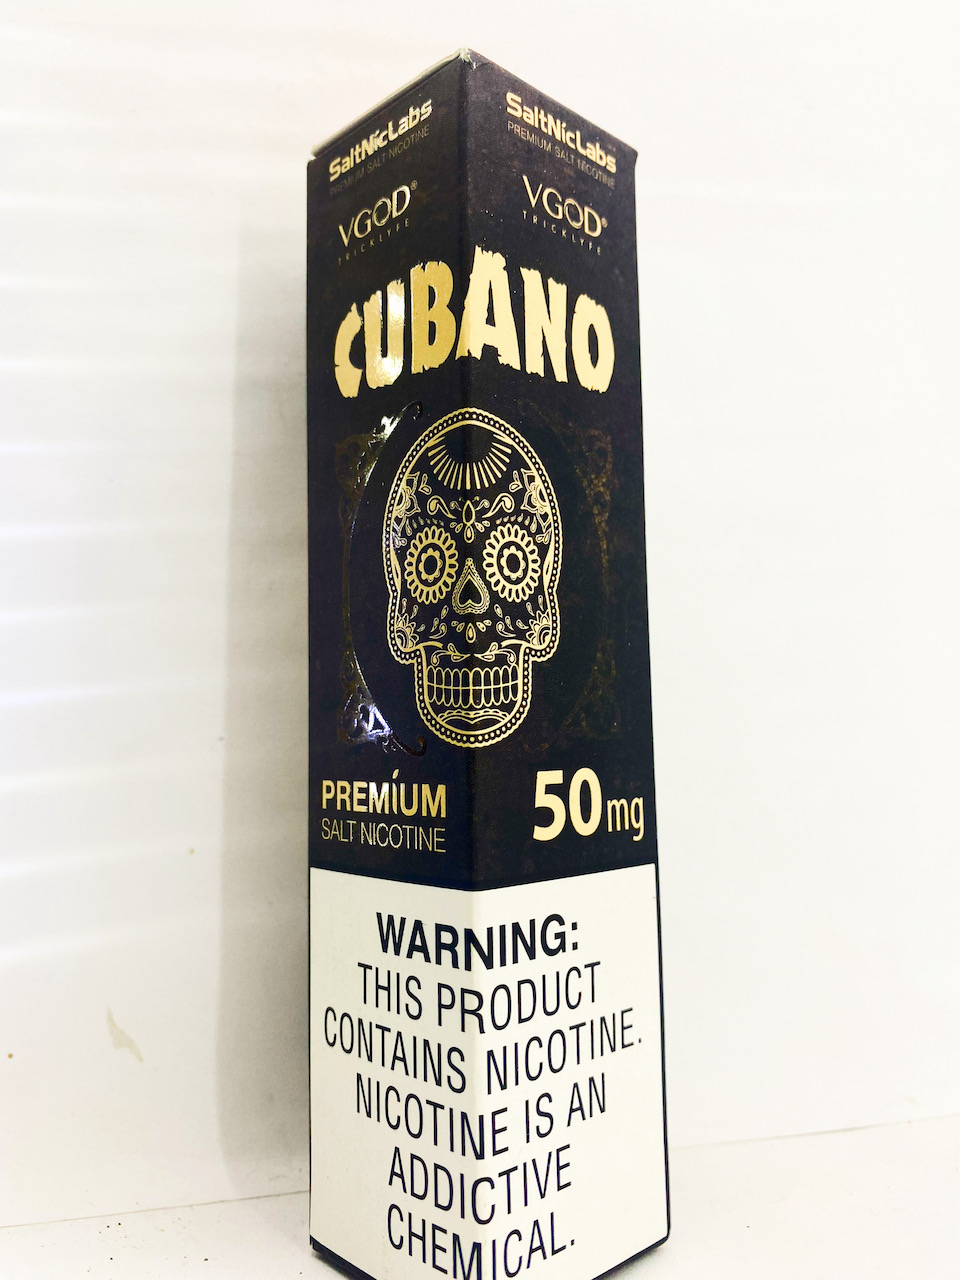 SaltNicLabs
PREMIUM SALT NICOTINE
VGOD®
TRICKLYFE
SaltNicLabs
PREMIUM SALT NICOTINE
VGOD®
TRICKLYFE
CUBANO
PREMIUM
SALT NICOTINE
50mg
WARNING:
THIS PRODUCT
CONTAINS NICOTINE.
NICOTINE IS AN
ADDICTIVE
CHEMICAL.